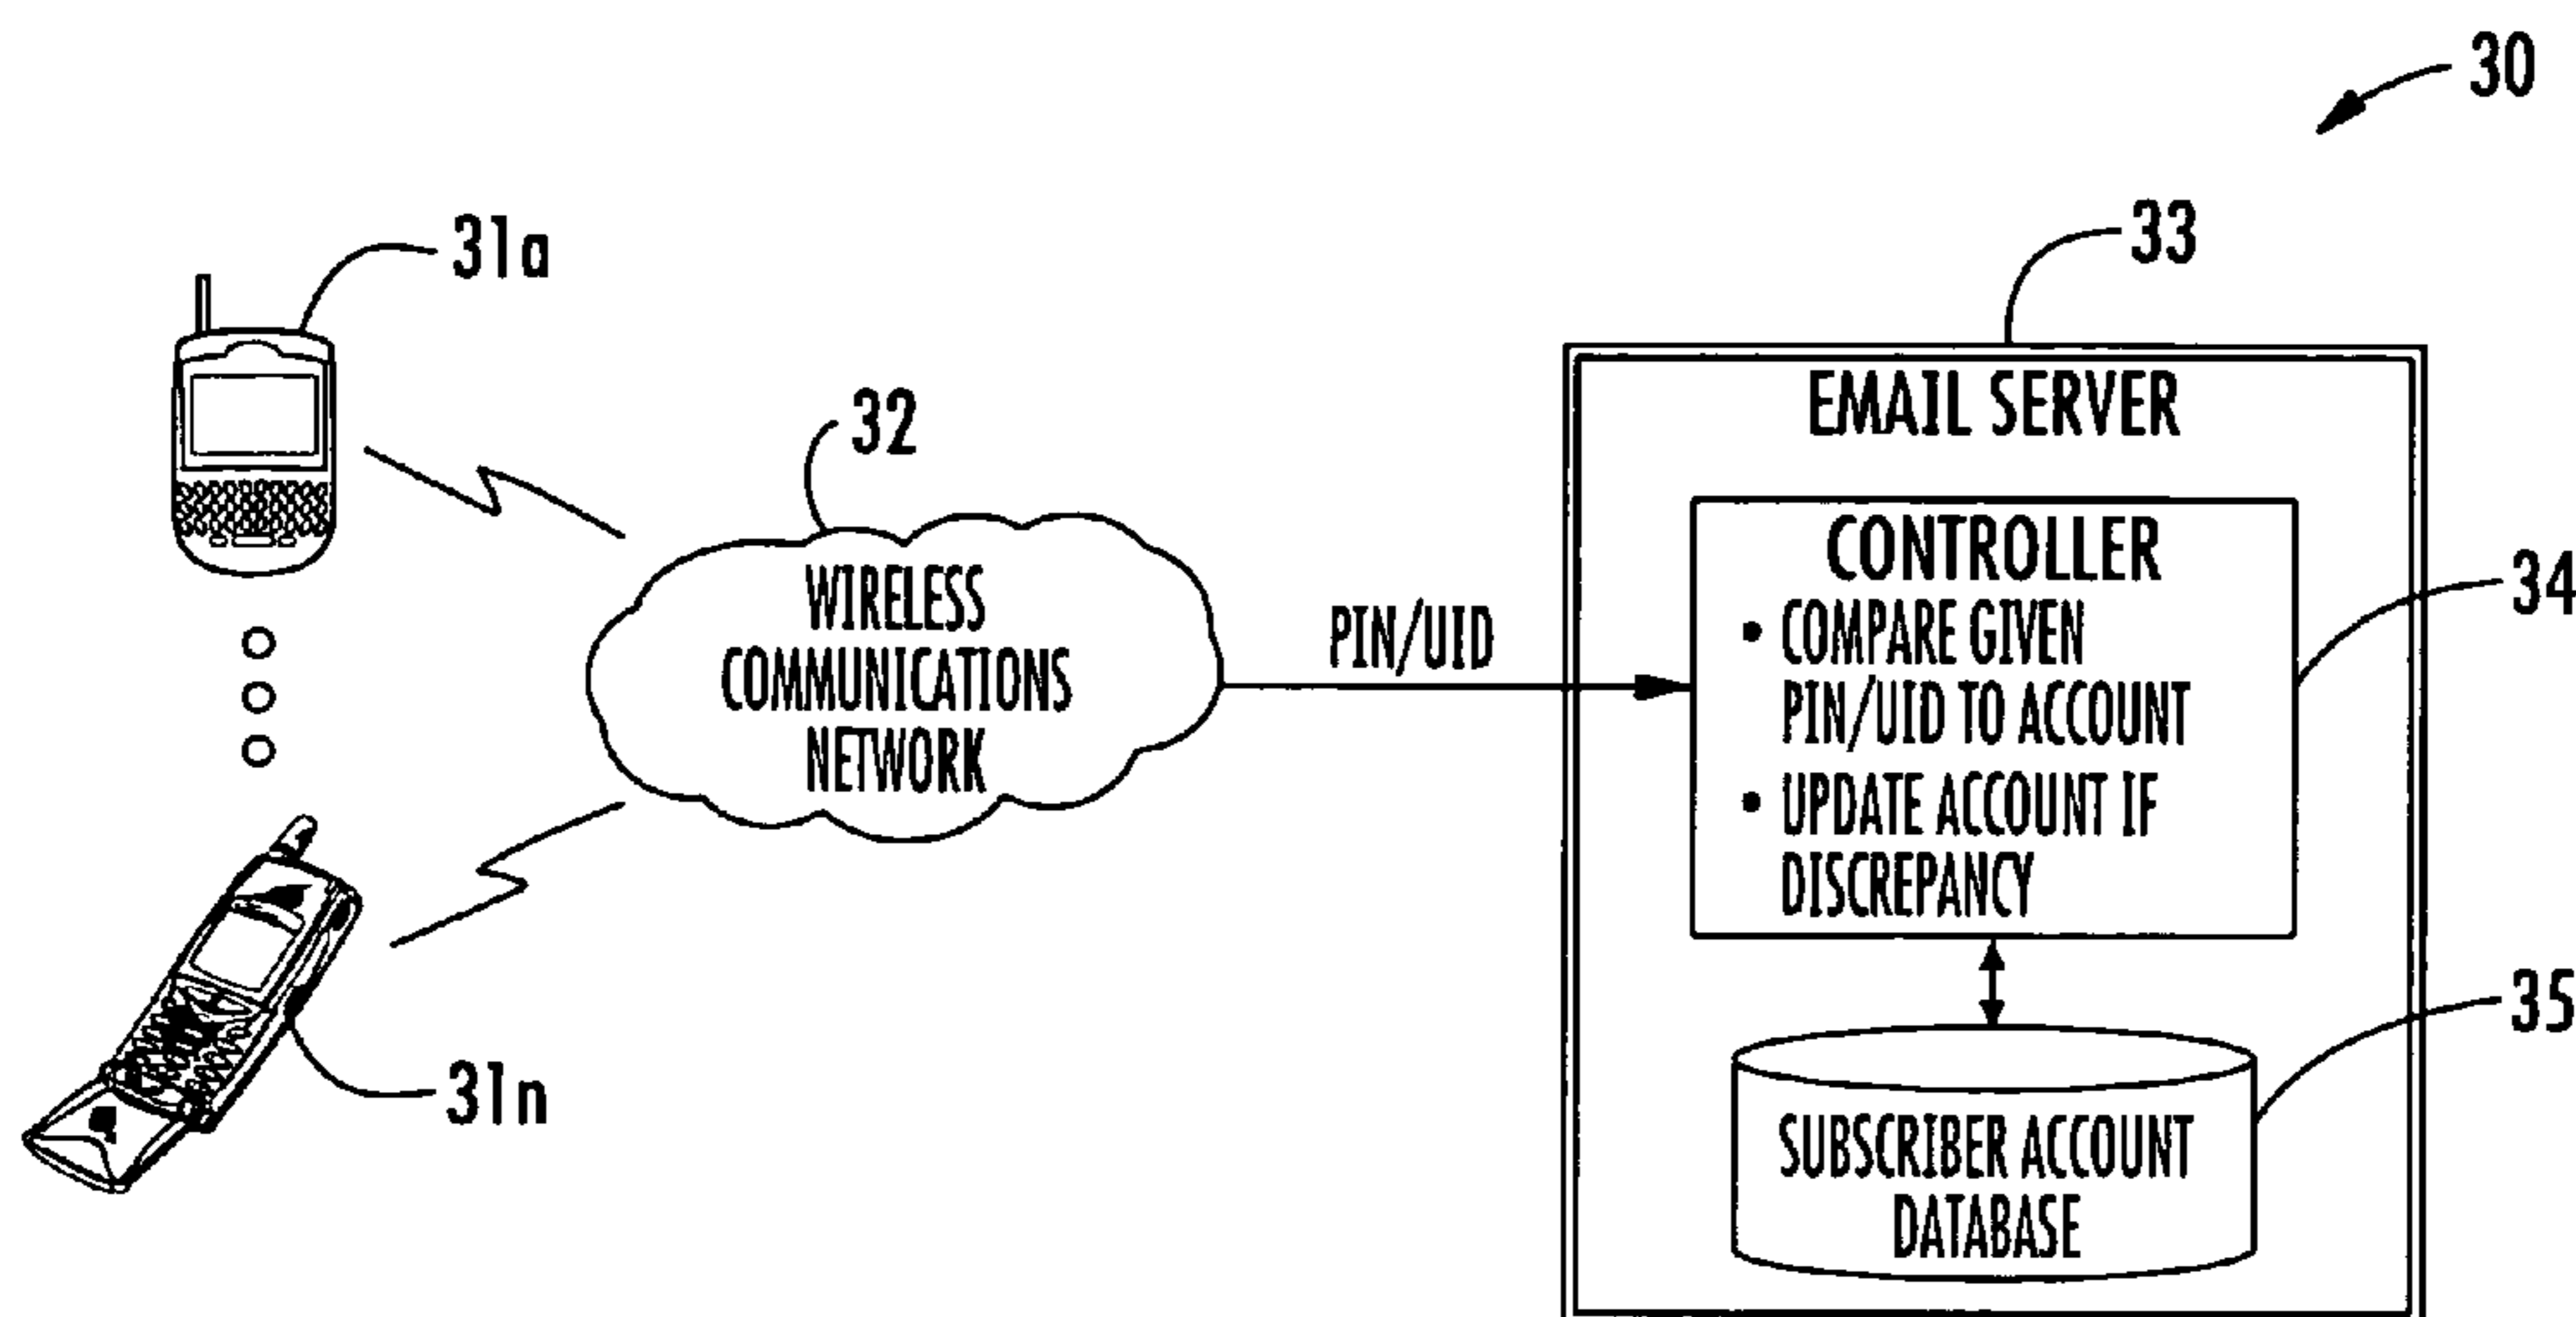 30
31a
33
32
EMAIL SERVER
WIRELESS
COMMUNICATIONS
NETWORK
PIN/UID
CONTROLLER
• COMPARE GIVEN
PIN/UID TO ACCOUNT
• UPDATE ACCOUNT IF
DISCREPANCY
34
35
31n
SUBSCRIBER ACCOUNT
DATABASE